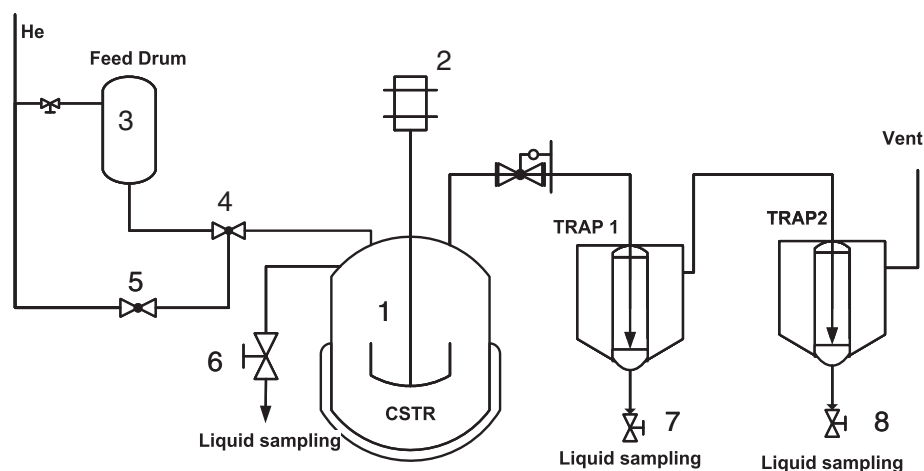 He
Feed Drum
2
3
Vent
4
TRAP 1
TRAP2
5
1
6
CSTR
7
8
Liquid sampling
Liquid sampling
Liquid sampling